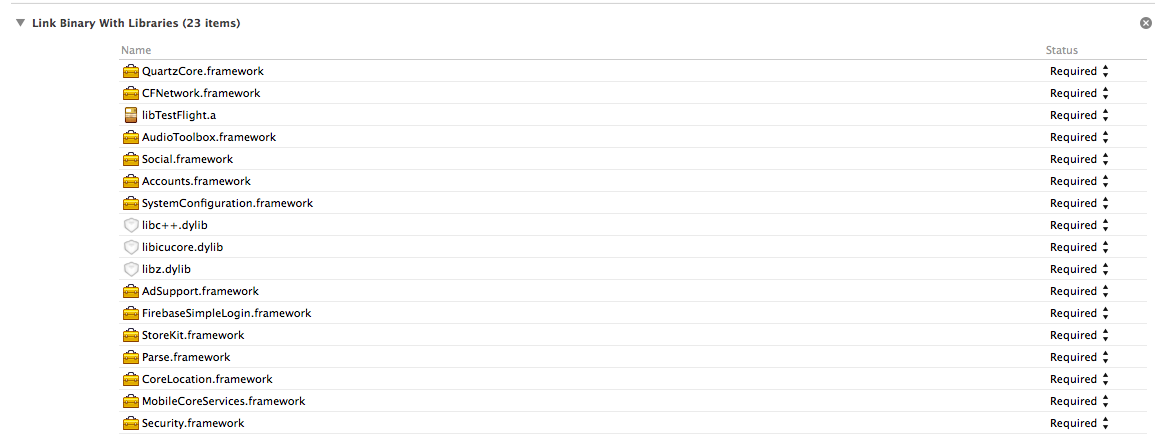 Link Binary With Libraries (23 items)
Name Status
QuartzCore.framework Required
CFNetwork.framework Required
libTestFlight.a Required
AudioToolbox.framework Required
Social.framework Required
Accounts.framework Required
SystemConfiguration.framework Required
libc++.dylib Required
libicucore.dylib Required
libz.dylib Required
AdSupport.framework Required
FirebaseSimpleLogin.framework Required
StoreKit.framework Required
Parse.framework Required
CoreLocation.framework Required
MobileCoreServices.framework Required
Security.framework Required